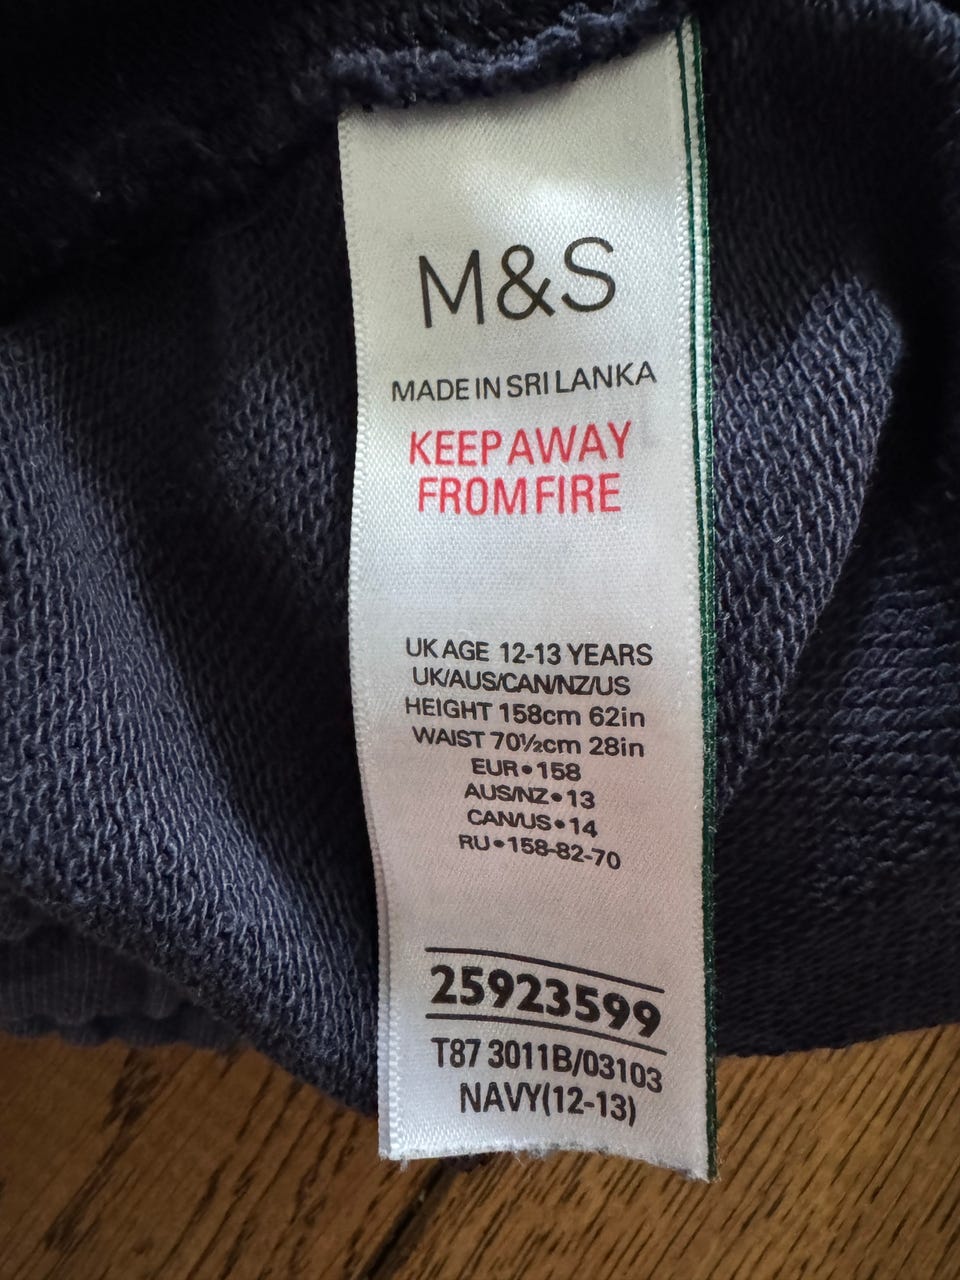 M&S
MADE IN SRI LANKA
KEEP AWAY
FROM FIRE
UK AGE 12-13 YEARS
UK/AUS/CAN/NZ/US
HEIGHT 158cm 62in
WAIST 70½cm 28in
EUR•158
AUS/NZ•13
CAN/US•14
RU•158-82-70
25923599
T87 3011B/03103
NAVY(12-13)